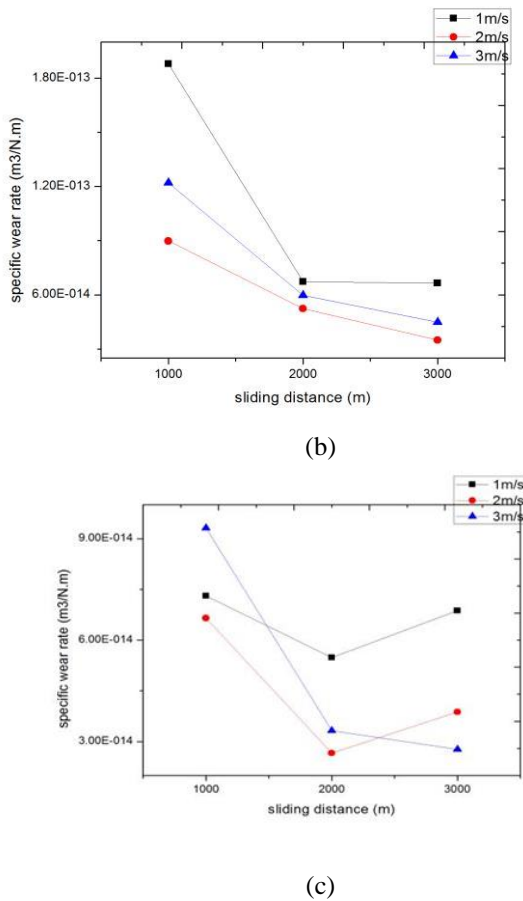 1m/s
2m/s
3m/s
1.80E-013
1.20E-013
6.00E-014
specific wear rate (m3/N.m)
1000 2000 3000
sliding distance (m)
(b)
1m/s
2m/s
3m/s
9.00E-014
6.00E-014
3.00E-014
specific wear rate (m3/N.m)
1000 2000 3000
sliding distance (m)
(c)